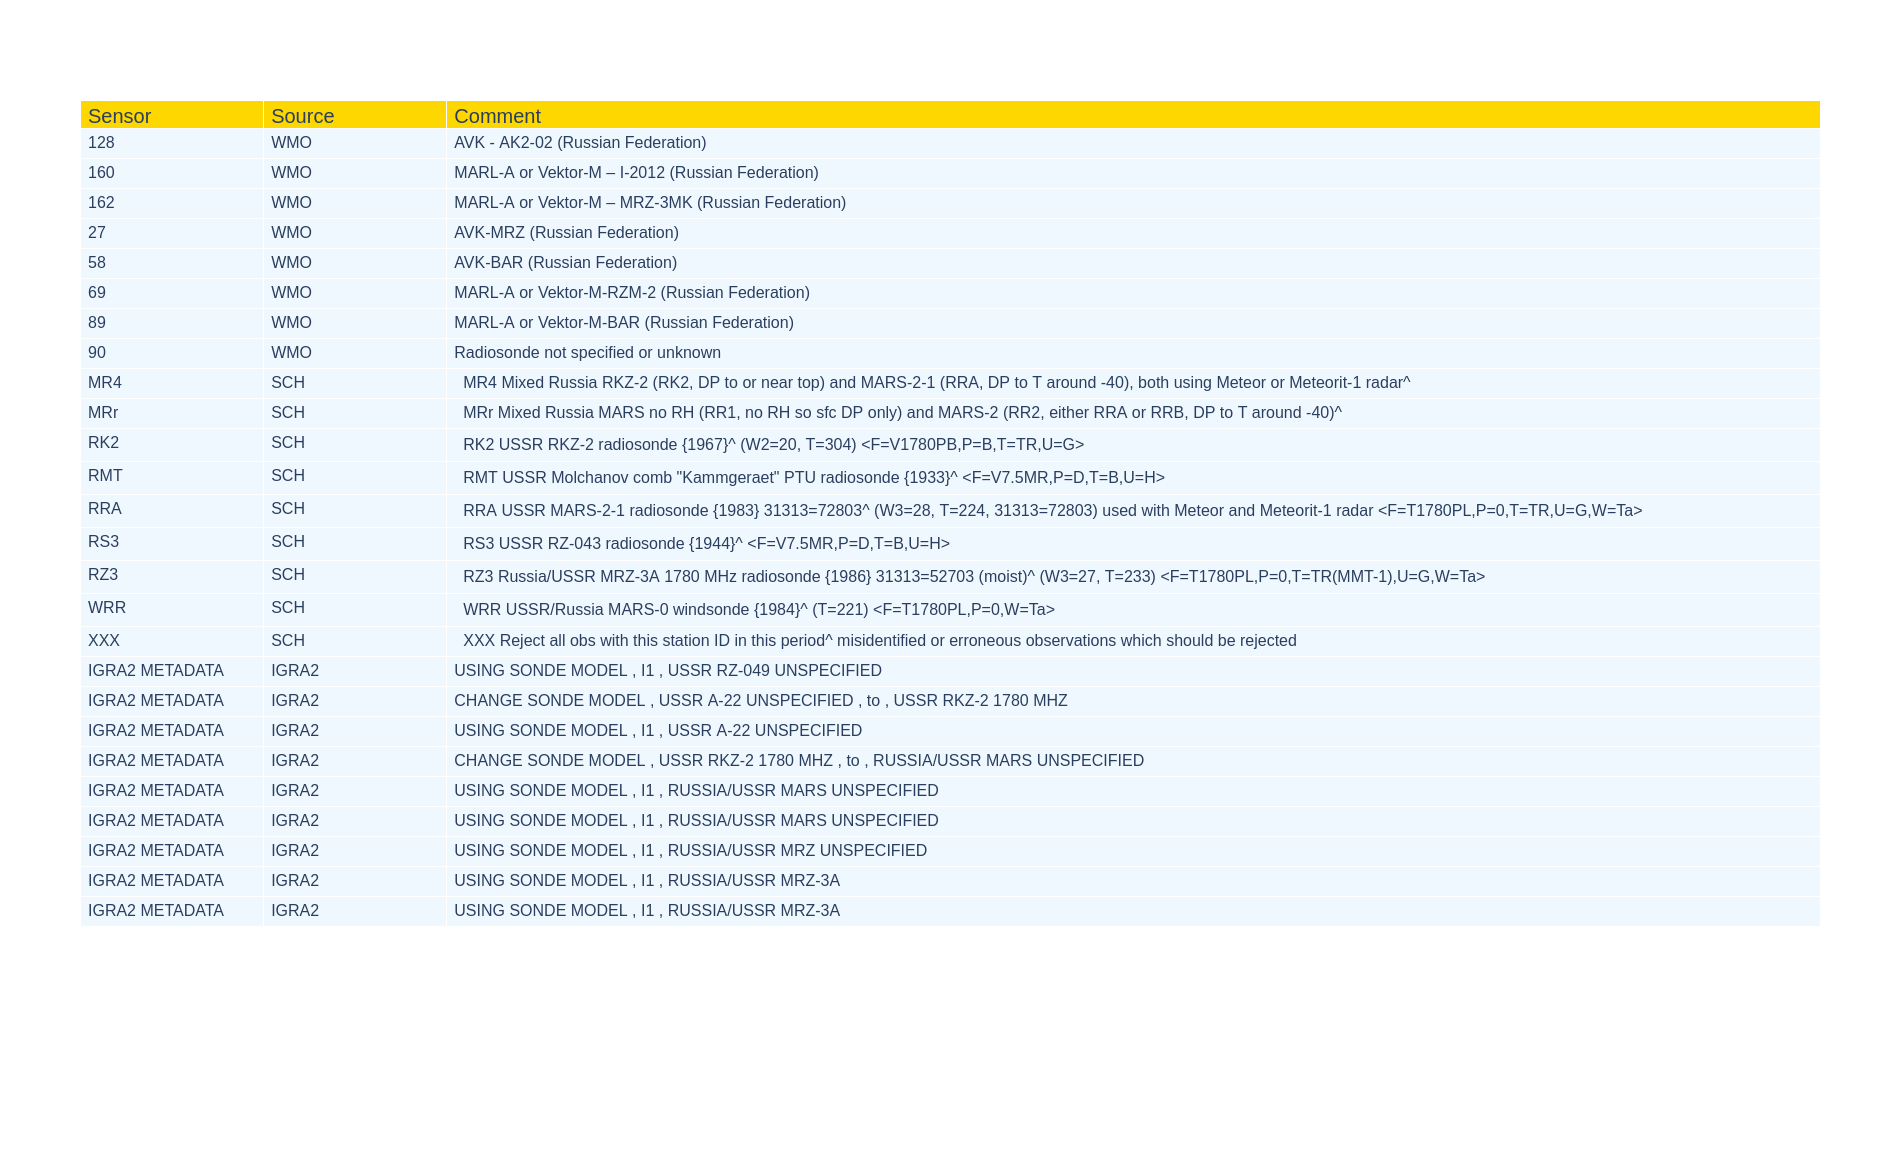 Sensor Source Comment
128 WMO AVK - AK2-02 (Russian Federation)
160 WMO MARL-A or Vektor-M – I-2012 (Russian Federation)
162 WMO MARL-A or Vektor-M – MRZ-3MK (Russian Federation)
27 WMO AVK-MRZ (Russian Federation)
58 WMO AVK-BAR (Russian Federation)
69 WMO MARL-A or Vektor-M-RZM-2 (Russian Federation)
89 WMO MARL-A or Vektor-M-BAR (Russian Federation)
90 WMO Radiosonde not specified or unknown
MR4 SCH MR4 Mixed Russia RKZ-2 (RK2, DP to or near top) and MARS-2-1 (RRA, DP to T around -40), both using Meteor or Meteorit-1 radar^
MRr SCH MRr Mixed Russia MARS no RH (RR1, no RH so sfc DP only) and MARS-2 (RR2, either RRA or RRB, DP to T around -40)^
RK2 SCH RK2 USSR RKZ-2 radiosonde {1967}^ (W2=20, T=304) <F=V1780PB,P=B,T=TR,U=G>
RMT SCH RMT USSR Molchanov comb "Kammgeraet" PTU radiosonde {1933}^ <F=V7.5MR,P=D,T=B,U=H>
RRA SCH RRA USSR MARS-2-1 radiosonde {1983} 31313=72803^ (W3=28, T=224, 31313=72803) used with Meteor and Meteorit-1 radar <F=T1780PL,P=0,T=TR,U=G,W=Ta>
RS3 SCH RS3 USSR RZ-043 radiosonde {1944}^ <F=V7.5MR,P=D,T=B,U=H>
RZ3 SCH RZ3 Russia/USSR MRZ-3A 1780 MHz radiosonde {1986} 31313=52703 (moist)^ (W3=27, T=233) <F=T1780PL,P=0,T=TR(MMT-1),U=G,W=Ta>
WRR SCH WRR USSR/Russia MARS-0 windsonde {1984}^ (T=221) <F=T1780PL,P=0,W=Ta>
XXX SCH XXX Reject all obs with this station ID in this period^ misidentified or erroneous observations which should be rejected
IGRA2 METADATA IGRA2 USING SONDE MODEL , I1 , USSR RZ-049 UNSPECIFIED
IGRA2 METADATA IGRA2 CHANGE SONDE MODEL , USSR A-22 UNSPECIFIED , to , USSR RKZ-2 1780 MHZ
IGRA2 METADATA IGRA2 USING SONDE MODEL , I1 , USSR A-22 UNSPECIFIED
IGRA2 METADATA IGRA2 CHANGE SONDE MODEL , USSR RKZ-2 1780 MHZ , to , RUSSIA/USSR MARS UNSPECIFIED
IGRA2 METADATA IGRA2 USING SONDE MODEL , I1 , RUSSIA/USSR MARS UNSPECIFIED
IGRA2 METADATA IGRA2 USING SONDE MODEL , I1 , RUSSIA/USSR MARS UNSPECIFIED
IGRA2 METADATA IGRA2 USING SONDE MODEL , I1 , RUSSIA/USSR MRZ UNSPECIFIED
IGRA2 METADATA IGRA2 USING SONDE MODEL , I1 , RUSSIA/USSR MRZ-3A
IGRA2 METADATA IGRA2 USING SONDE MODEL , I1 , RUSSIA/USSR MRZ-3A